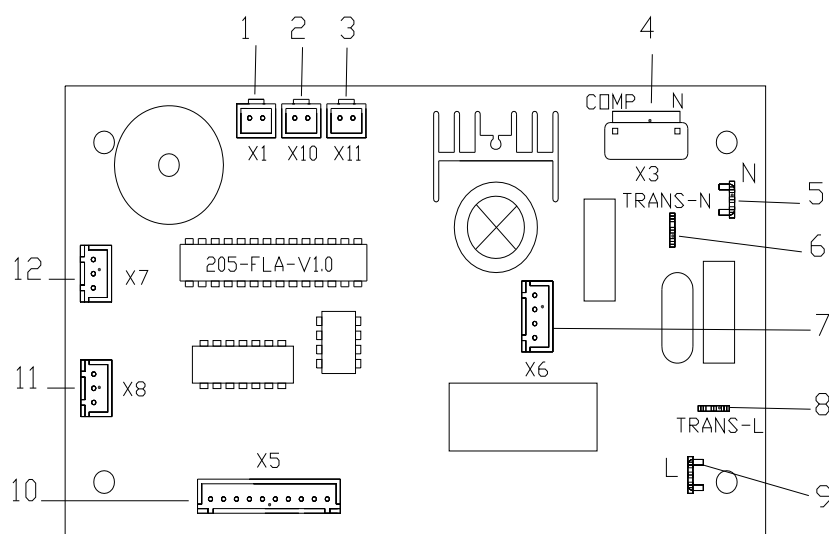 1 2 3 4
COMP N
X1 X10 X11
X3
N
TRANS-N
5
6
12
X7
205-FLA-V1.0
7
X6
11
X8
8
TRANS-L
X5
L
10
9